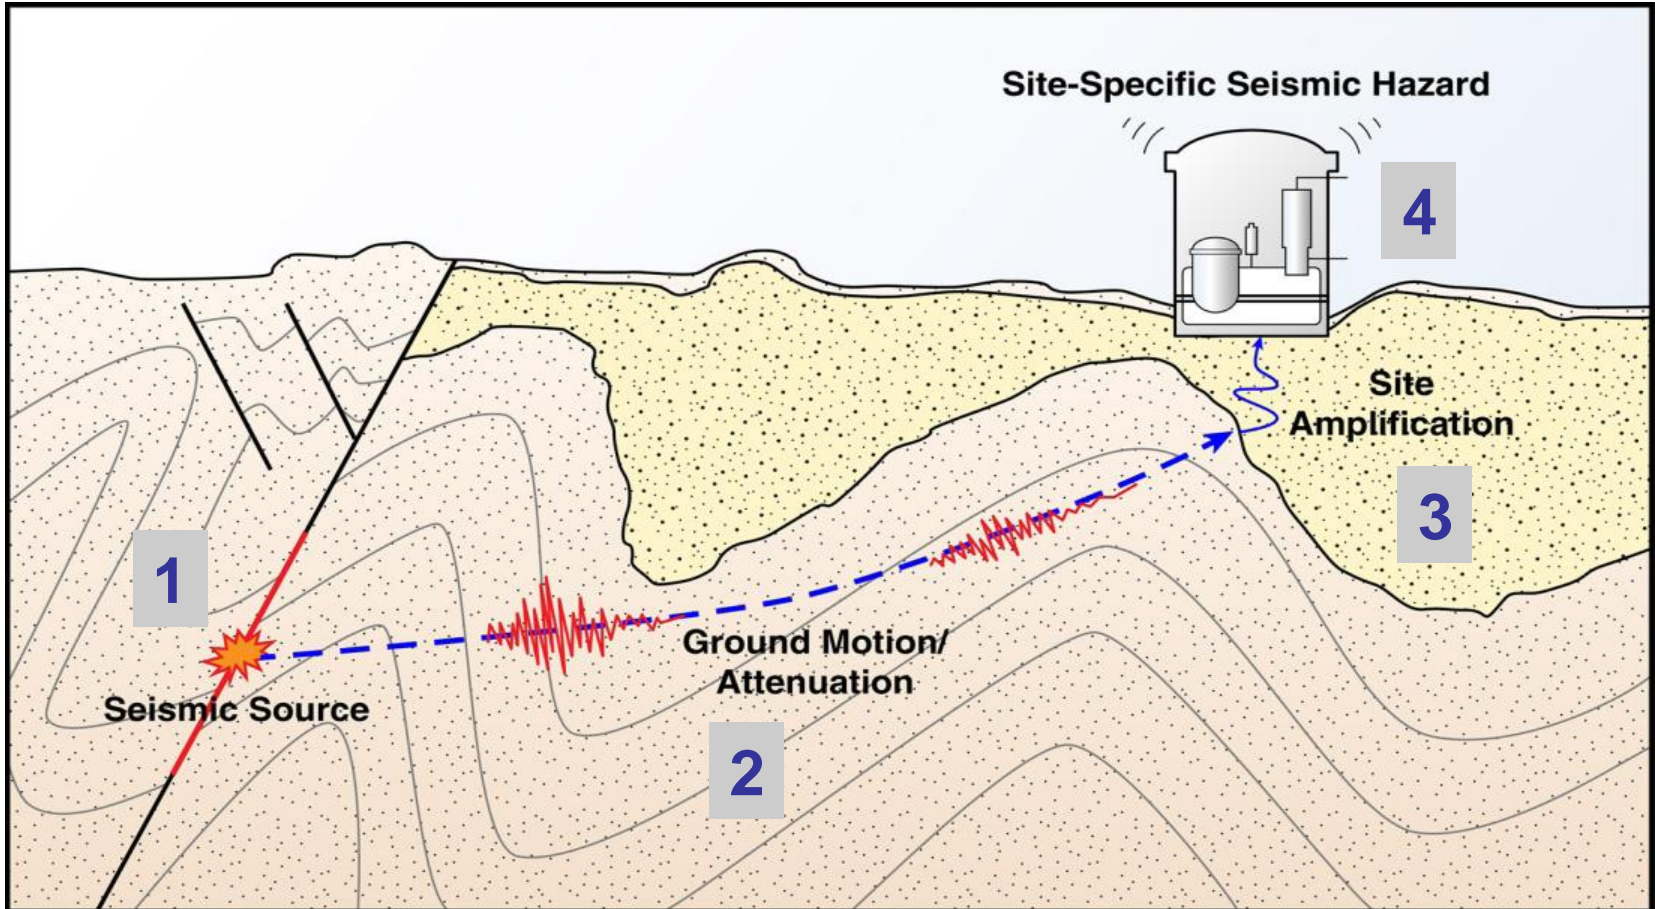 Site-Specific Seismic Hazard
4
Site
Amplification
3
1
Seismic Source
Ground Motion/
Attenuation
2